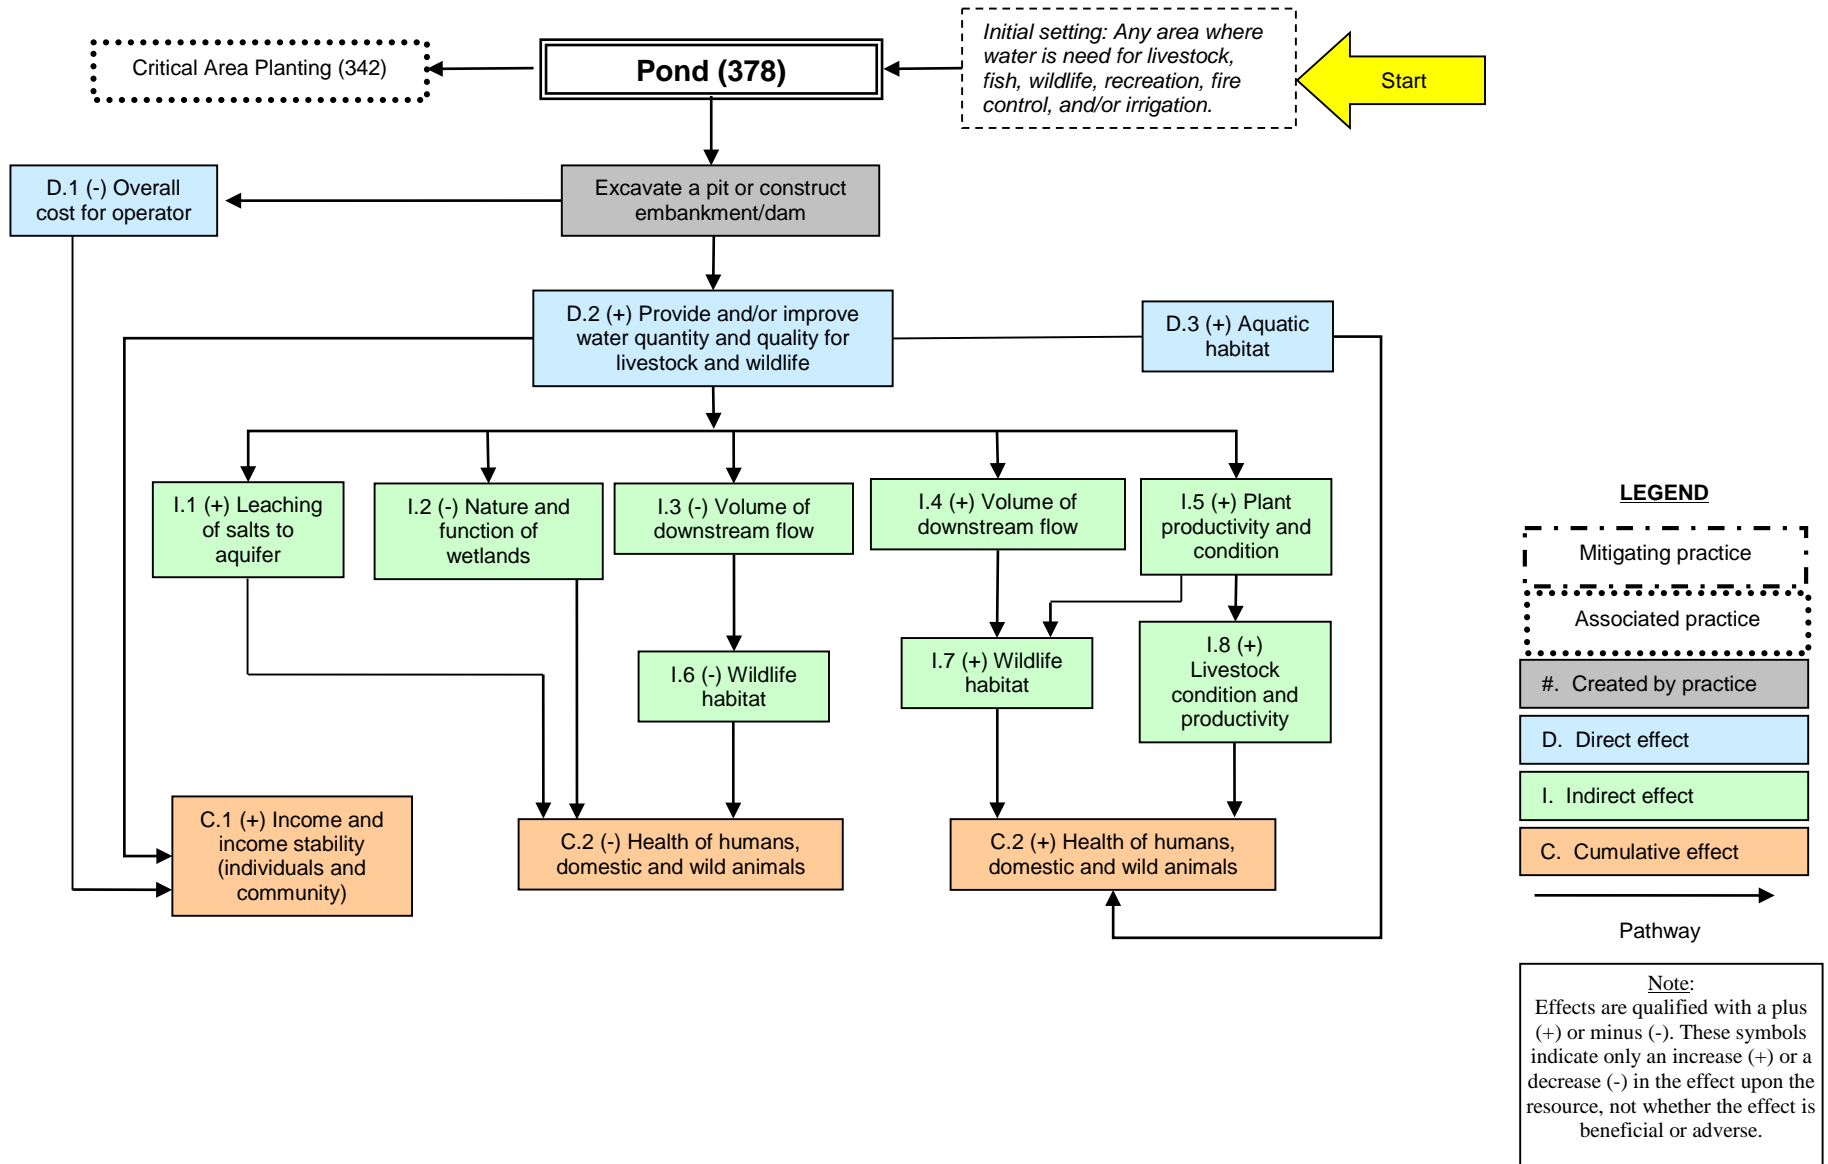 Critical Area Planting (342)
Pond (378)
Initial setting: Any area where
water is need for livestock,
fish, wildlife, recreation, fire
control, and/or irrigation.
Start
D.1 (-) Overall
cost for operator
Excavate a pit or construct
embankment/dam
D.2 (+) Provide and/or improve
water quantity and quality for
livestock and wildlife
D.3 (+) Aquatic
habitat
I.1 (+) Leaching
of salts to
aquifer
I.2 (-) Nature and
function of
wetlands
I.3 (-) Volume of
downstream flow
I.4 (+) Volume of
downstream flow
I.5 (+) Plant
productivity and
condition
I.6 (-) Wildlife
habitat
I.7 (+) Wildlife
habitat
I.8 (+)
Livestock
condition and
productivity
C.1 (+) Income and
income stability
(individuals and
community)
C.2 (-) Health of humans,
domestic and wild animals
C.2 (+) Health of humans,
domestic and wild animals
LEGEND
Mitigating practice
Associated practice
#. Created by practice
D. Direct effect
I. Indirect effect
C. Cumulative effect
Pathway
Note:
Effects are qualified with a plus
(+) or minus (-). These symbols
indicate only an increase (+) or a
decrease (-) in the effect upon the
resource, not whether the effect is
beneficial or adverse.